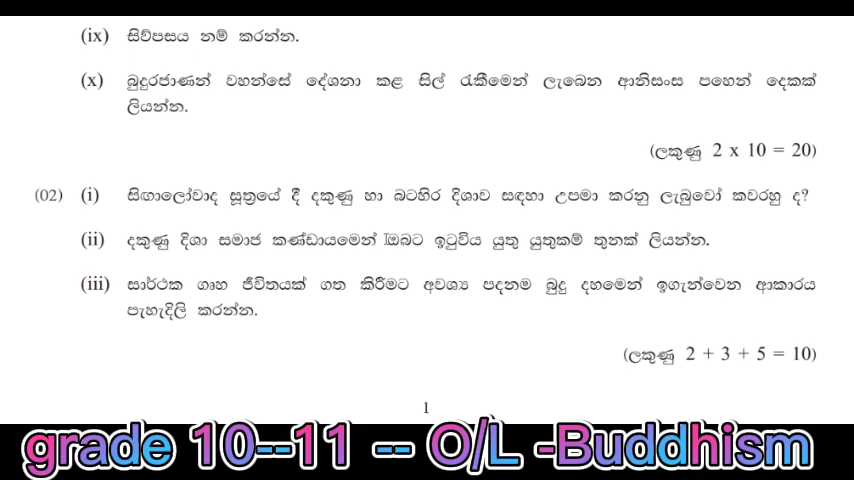 (ix) සිව්පසය නම් කරන්න.
(x) බුදුරජාණන් වහන්සේ දේශනා කළ සිල් රැකීමෙන් ලැබෙන ආනිසංස පහෙන් දෙකක්
ලියන්න.
(ලකුණු 2 x 10 = 20)
(02) (i) සිඟාලෝවාද සූත්‍රයේ දී දකුණු හා බටහිර දිශාව සඳහා උපමා කරනු ලැබුවෝ කවරහු ද?
(ii) දකුණු දිශා සමාජ කණ්ඩායමෙන් ඔබට ඉටුවිය යුතු යුතුකම් තුනක් ලියන්න.
(iii) සාර්ථක ගෘහ ජීවිතයක් ගත කිරීමට අවශ්‍ය පදනම බුදු දහමෙන් ඉගැන්වෙන ආකාරය
පැහැදිලි කරන්න.
(ලකුණු 2 + 3 + 5 = 10)
1
grade 10--11 -- O/L -Buddhism